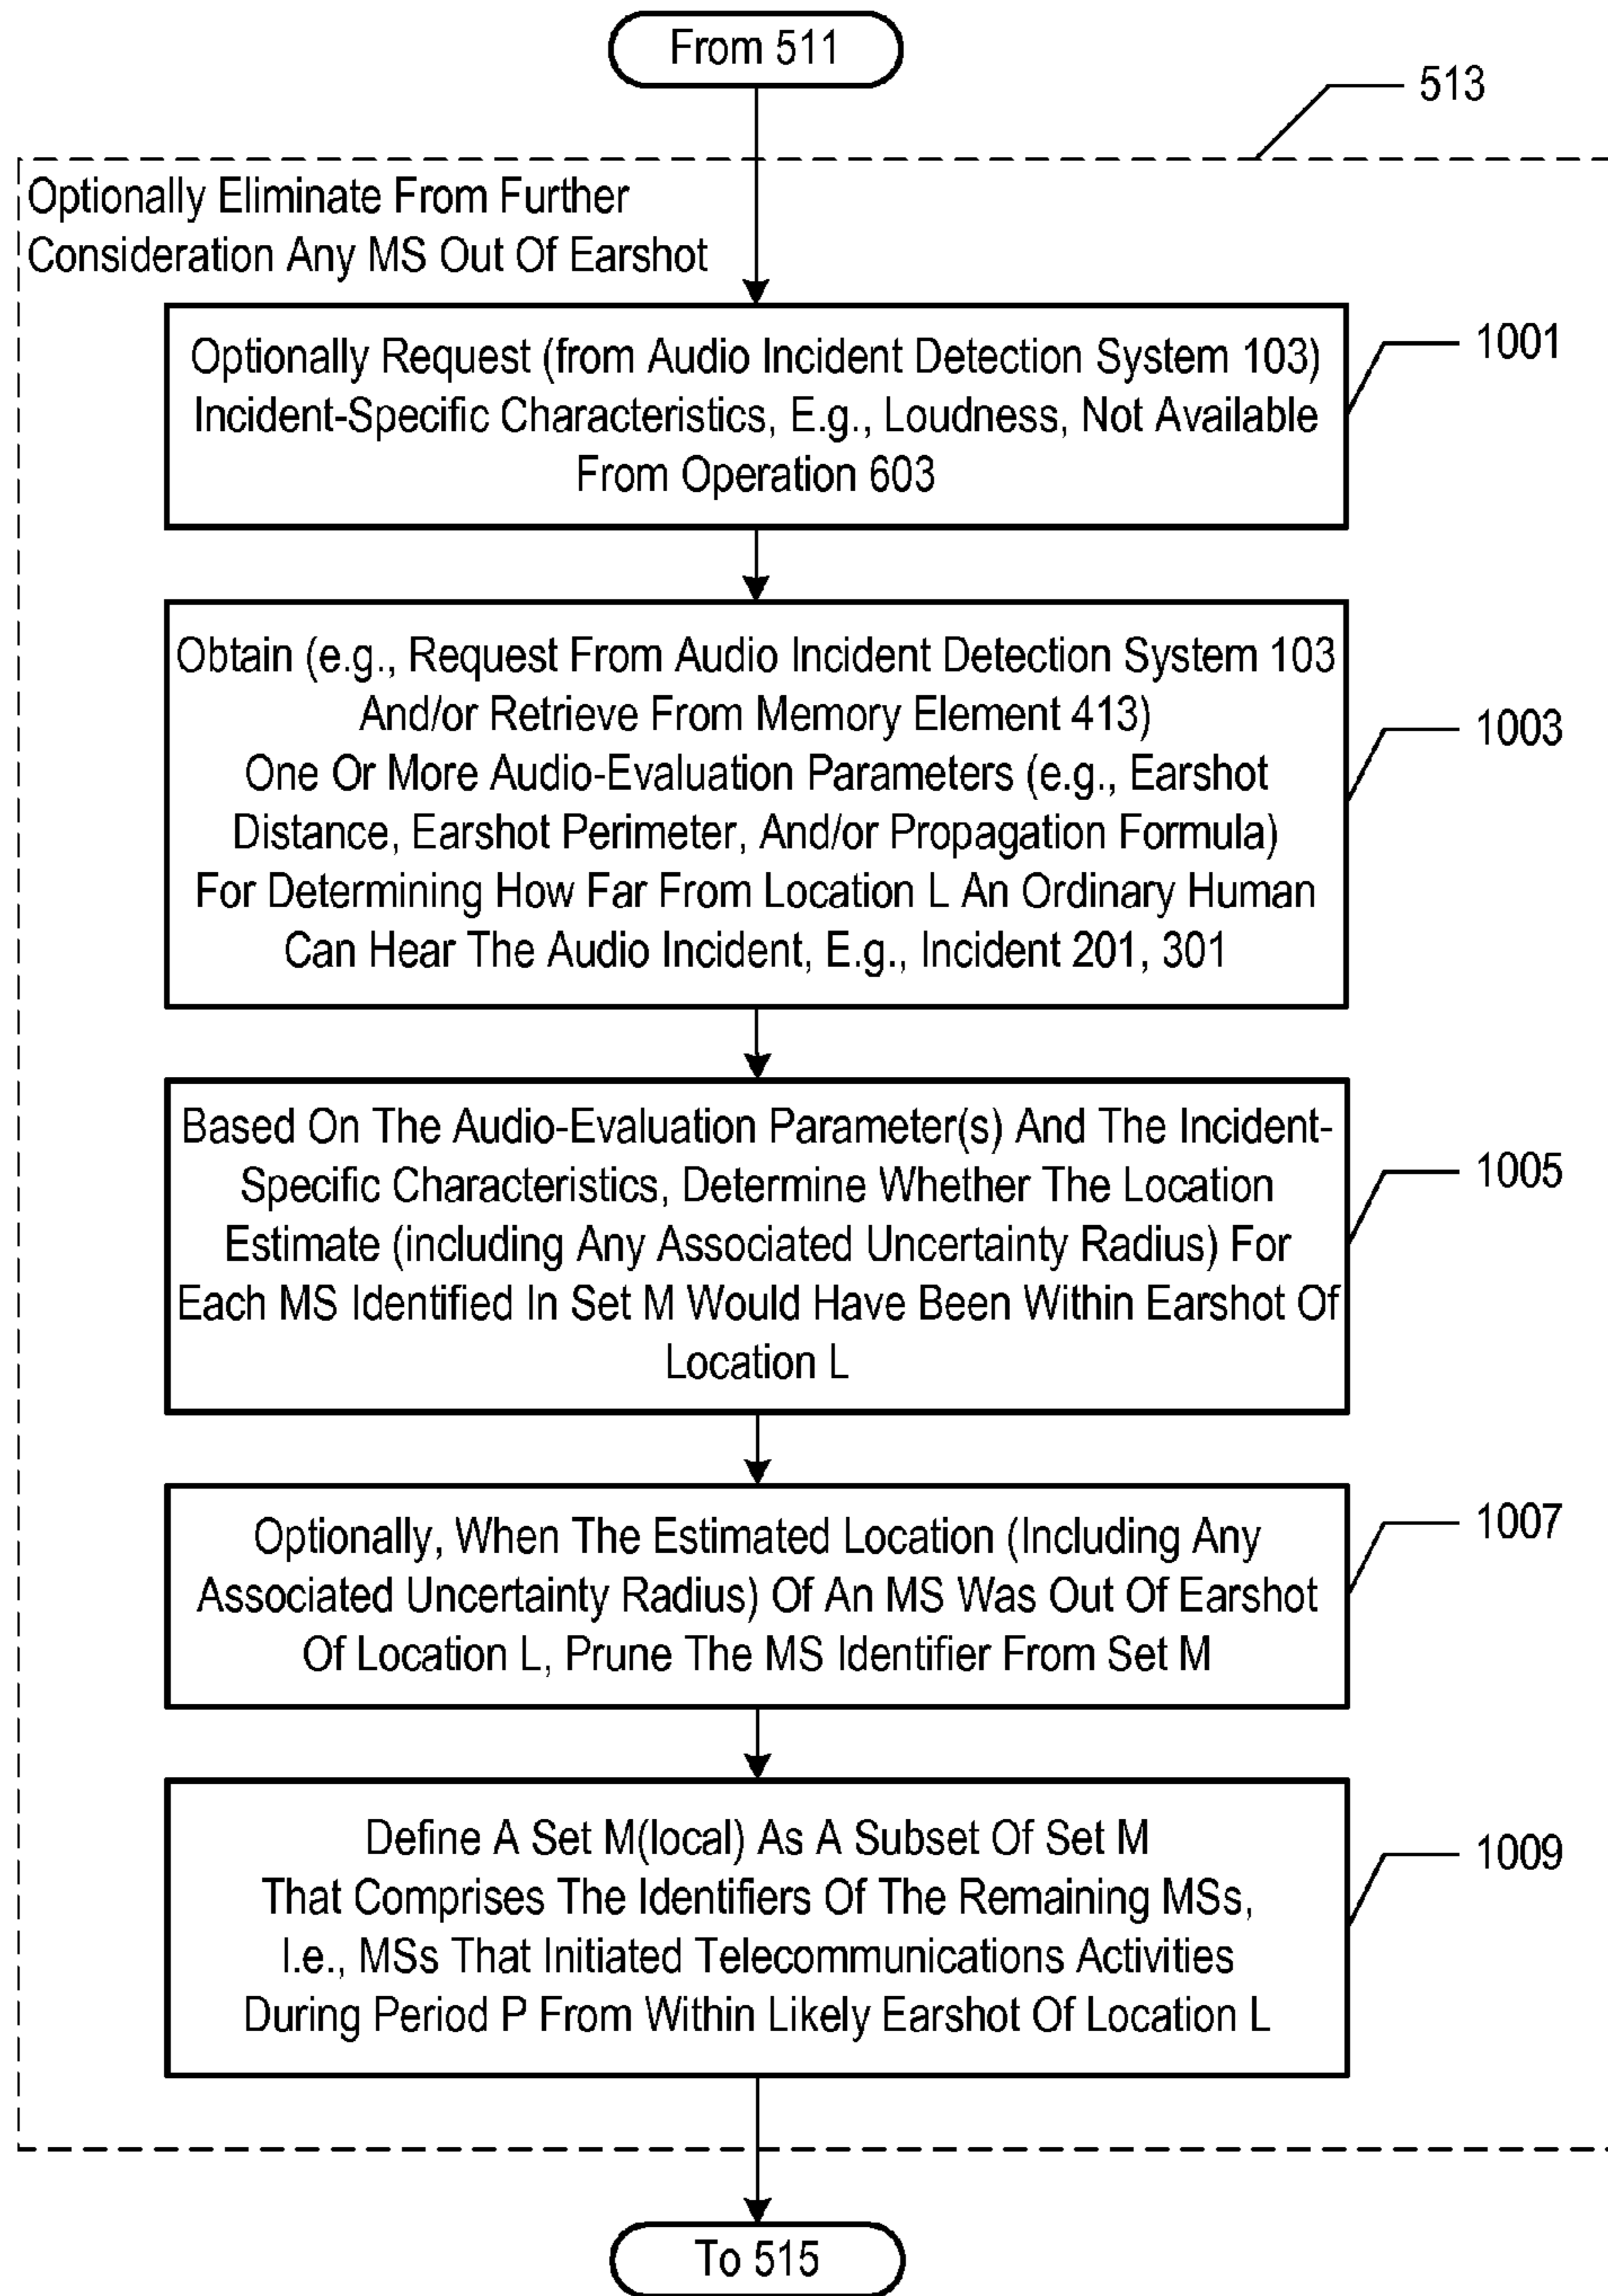 From 511
513
Optionally Eliminate From Further
Consideration Any MS Out Of Earshot
Optionally Request (from Audio Incident Detection System 103)
Incident-Specific Characteristics, E.g., Loudness, Not Available
From Operation 603
1001
Obtain (e.g., Request From Audio Incident Detection System 103
And/or Retrieve From Memory Element 413)
One Or More Audio-Evaluation Parameters (e.g., Earshot
Distance, Earshot Perimeter, And/or Propagation Formula)
For Determining How Far From Location L An Ordinary Human
Can Hear The Audio Incident, E.g., Incident 201, 301
1003
Based On The Audio-Evaluation Parameter(s) And The Incident-
Specific Characteristics, Determine Whether The Location
Estimate (including Any Associated Uncertainty Radius) For
Each MS Identified In Set M Would Have Been Within Earshot Of
Location L
1005
Optionally, When The Estimated Location (Including Any
Associated Uncertainty Radius) Of An MS Was Out Of Earshot
Of Location L, Prune The MS Identifier From Set M
1007
Define A Set M(local) As A Subset Of Set M
That Comprises The Identifiers Of The Remaining MSs,
I.e., MSs That Initiated Telecommunications Activities
During Period P From Within Likely Earshot Of Location L
1009
To 515